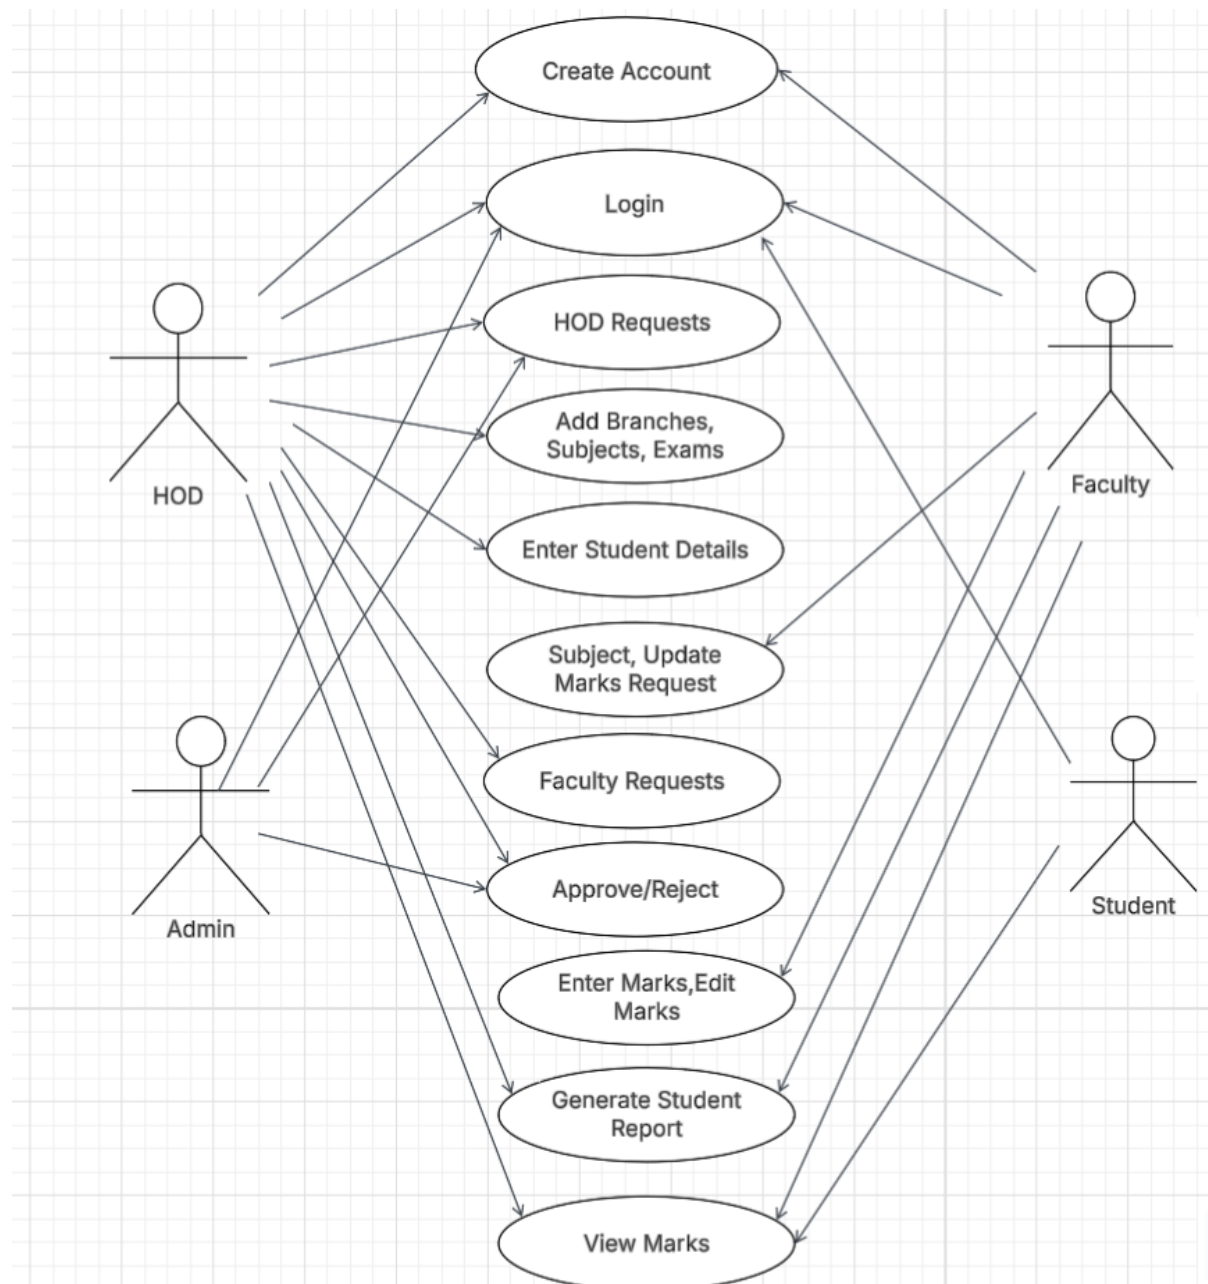 Create Account
Login
HOD Requests
Add Branches,
Subjects, Exams
HOD
Faculty
Enter Student Details
Subject, Update
Marks Request
Faculty Requests
Approve/Reject
Admin
Student
Enter Marks,Edit
Marks
Generate Student
Report
View Marks